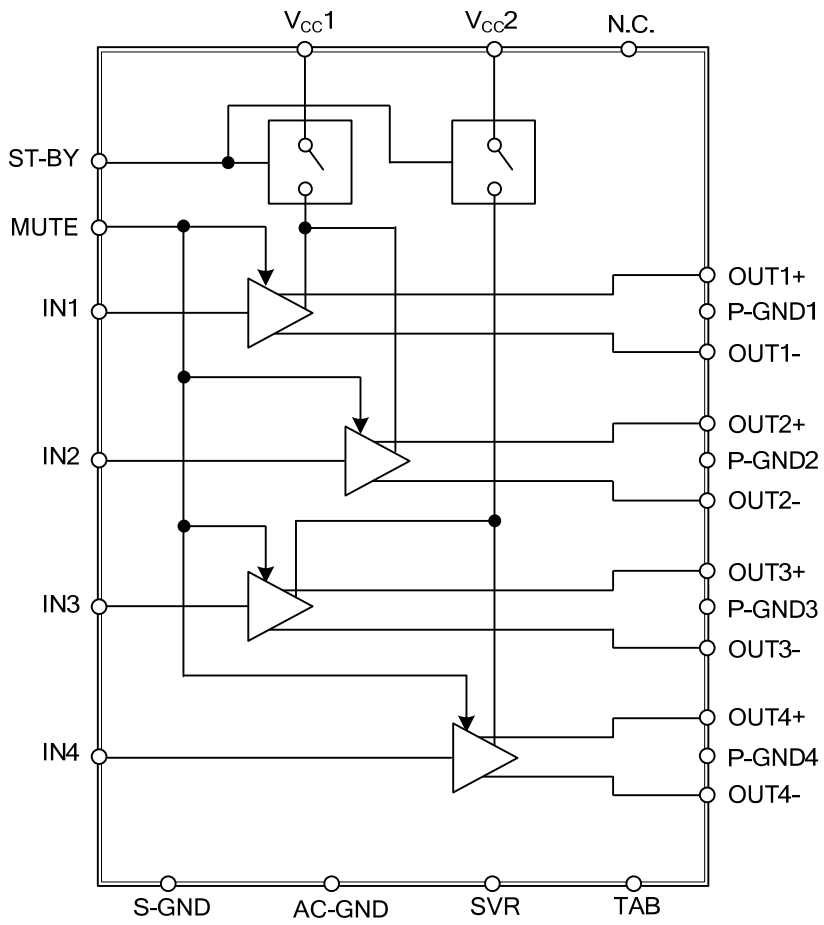 VCC1
VCC2
N.C.
ST-BY
MUTE
IN1
OUT1+
P-GND1
OUT1-
IN2
OUT2+
P-GND2
OUT2-
IN3
OUT3+
P-GND3
OUT3-
IN4
OUT4+
P-GND4
OUT4-
S-GND
AC-GND
SVR
TAB